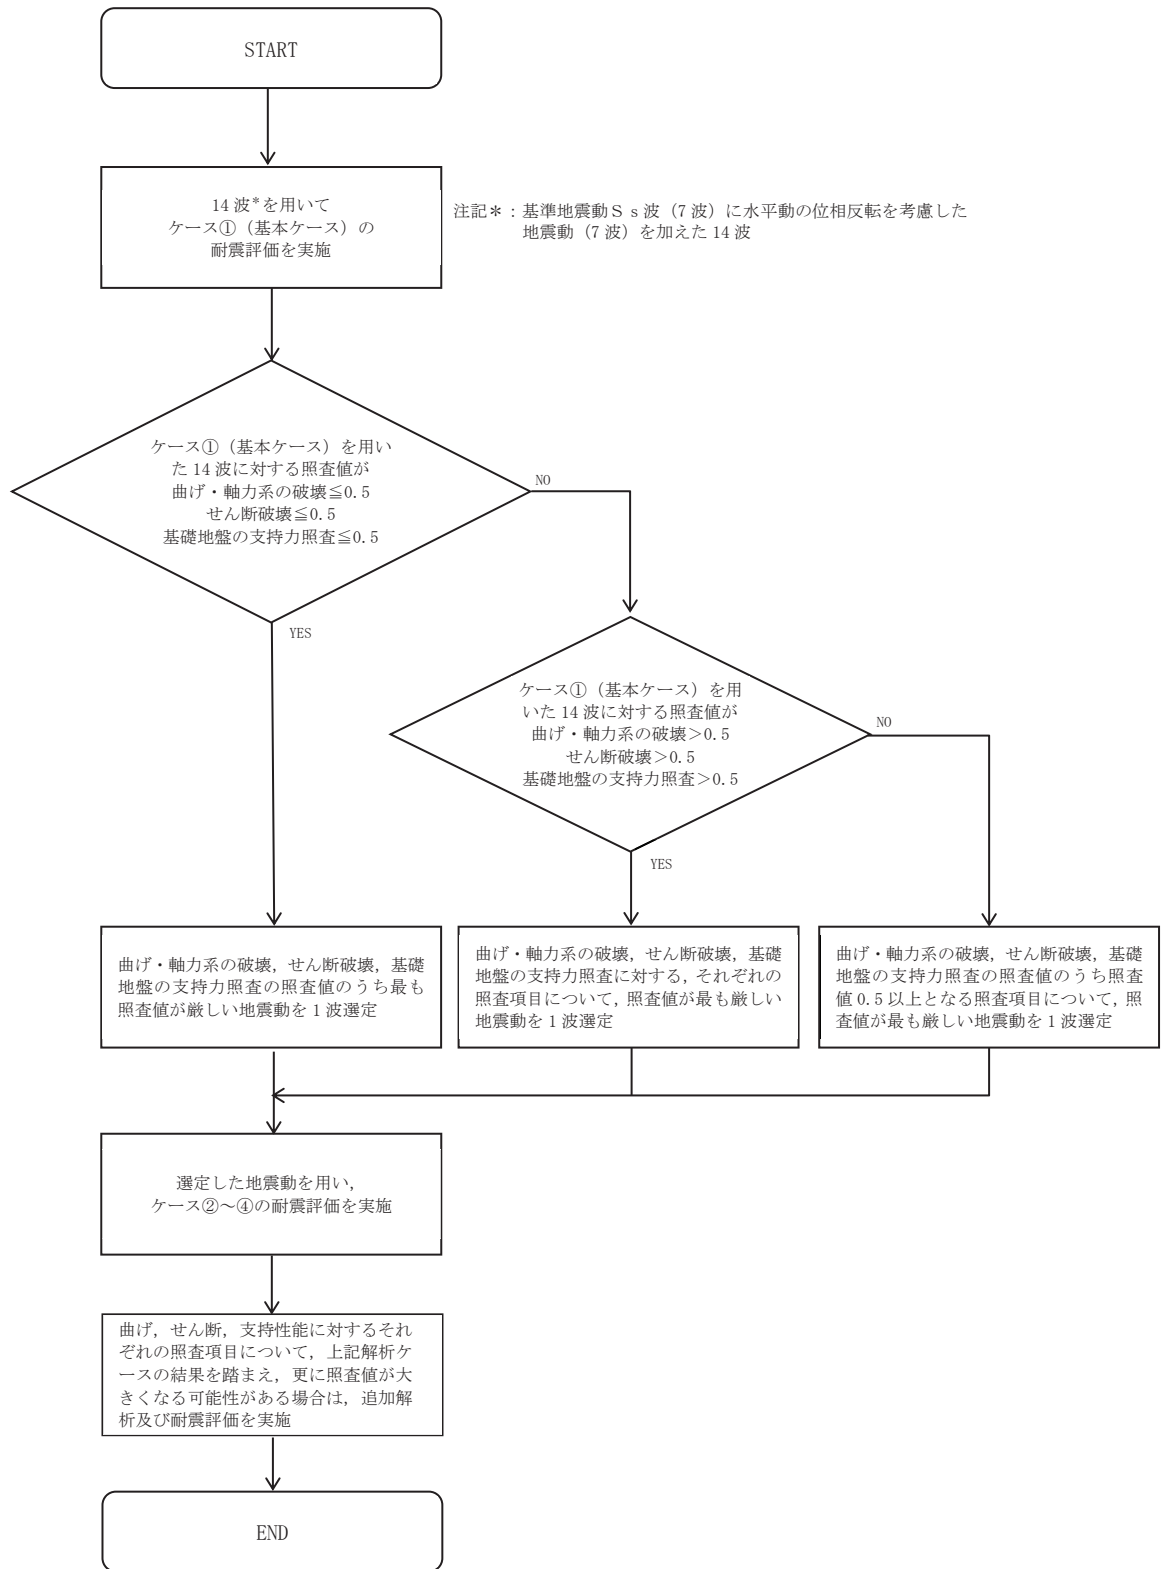 START
14 波*を用いて
ケース①（基本ケース）の
耐震評価を実施
注記＊：基準地震動Ｓｓ波（7 波）に水平動の位相反転を考慮した
地震動（7 波）を加えた 14 波
ケース①（基本ケース）を用い
た 14 波に対する照査値が
曲げ・軸力系の破壊≦0.5
せん断破壊≦0.5
基礎地盤の支持力照査≦0.5
NO
YES
ケース①（基本ケース）を用
いた 14 波に対する照査値が
曲げ・軸力系の破壊＞0.5
せん断破壊＞0.5
基礎地盤の支持力照査＞0.5
NO
YES
曲げ・軸力系の破壊，せん断破壊，基礎
地盤の支持力照査の照査値のうち最も
照査値が厳しい地震動を 1 波選定
曲げ・軸力系の破壊，せん断破壊，基礎
地盤の支持力照査に対する，それぞれの
照査項目について，照査値が最も厳しい
地震動を 1 波選定
曲げ・軸力系の破壊，せん断破壊，基礎
地盤の支持力照査の照査値のうち照査
値 0.5 以上となる照査項目について，照
査値が最も厳しい地震動を 1 波選定
選定した地震動を用い，
ケース②～④の耐震評価を実施
曲げ，せん断，支持性能に対するそれ
ぞれの照査項目について，上記解析ケ
ースの結果を踏まえ，更に照査値が大
きくなる可能性がある場合は，追加解
析及び耐震評価を実施
END